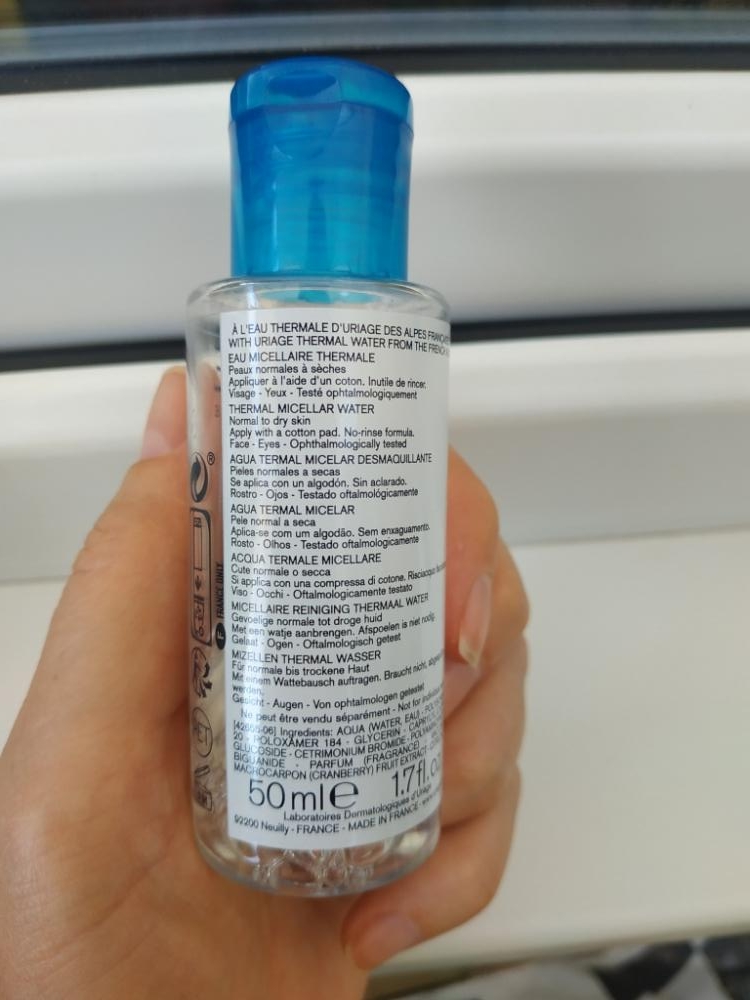 À L'EAU THERMALE D'URIAGE DES ALPES
WITH URIAGE THERMAL WATER FROM THE FRENCH
EAU MICELLAIRE THERMALE
Peaux normales à sèches
Appliquer à l'aide d'un coton. Inutile de rincer.
Visage - Yeux - Testé ophtalmologiquement
THERMAL MICELLAR WATER
Normal to dry skin
Apply with a cotton pad. No-rinse formula.
Face - Eyes - Ophthalmologically tested
AGUA TERMAL MICELAR DESMAQUILLANTE
Pieles normales a secas
Se aplica con un algodón. Sin aclarado.
Rostro - Ojos - Testado oftalmológicamente
AGUA TERMAL MICELAR
Pele normal a seca
Aplica-se com um algodão. Sem enxaguamento.
Rosto - Olhos - Testado oftalmologicamente
ACQUA TERMALE MICELLARE
Cute normale o secca
Si applica con una compressa di cotone.
Viso - Occhi - Oftalmologicamente testato
MICELLAIRE REINIGING THERMAAL WATER
Gevoelige normale tot droge huid
Met een watje aanbrengen. Afspoelen is niet nodig.
Gelaat - Ogen - Oftalmologisch getest
MIZELLEN THERMAL WASSER
Für normale bis trockene Haut
Mit einem Wattebausch auftragen. Braucht nicht,
werden.
Gesicht - Augen - Von ophtalmologen getestet
Ne peut être vendu séparément - Not for
Ingredients: AQUA (WATER, EAU) -
20 - POLOXAMER 184 - GLYCERIN -
GLUCOSIDE - CETRIMONIUM BROMIDE -
BIGUANIDE - PARFUM (FRAGRANCE) -
MACROCARPON (CRANBERRY) FRUIT EXTRACT -
50 ml e 1.7 fl.
Laboratoires Dermatologiques d'Uriage
92200 Neuilly - FRANCE - MADE IN FRANCE -
FRANCE ONLY